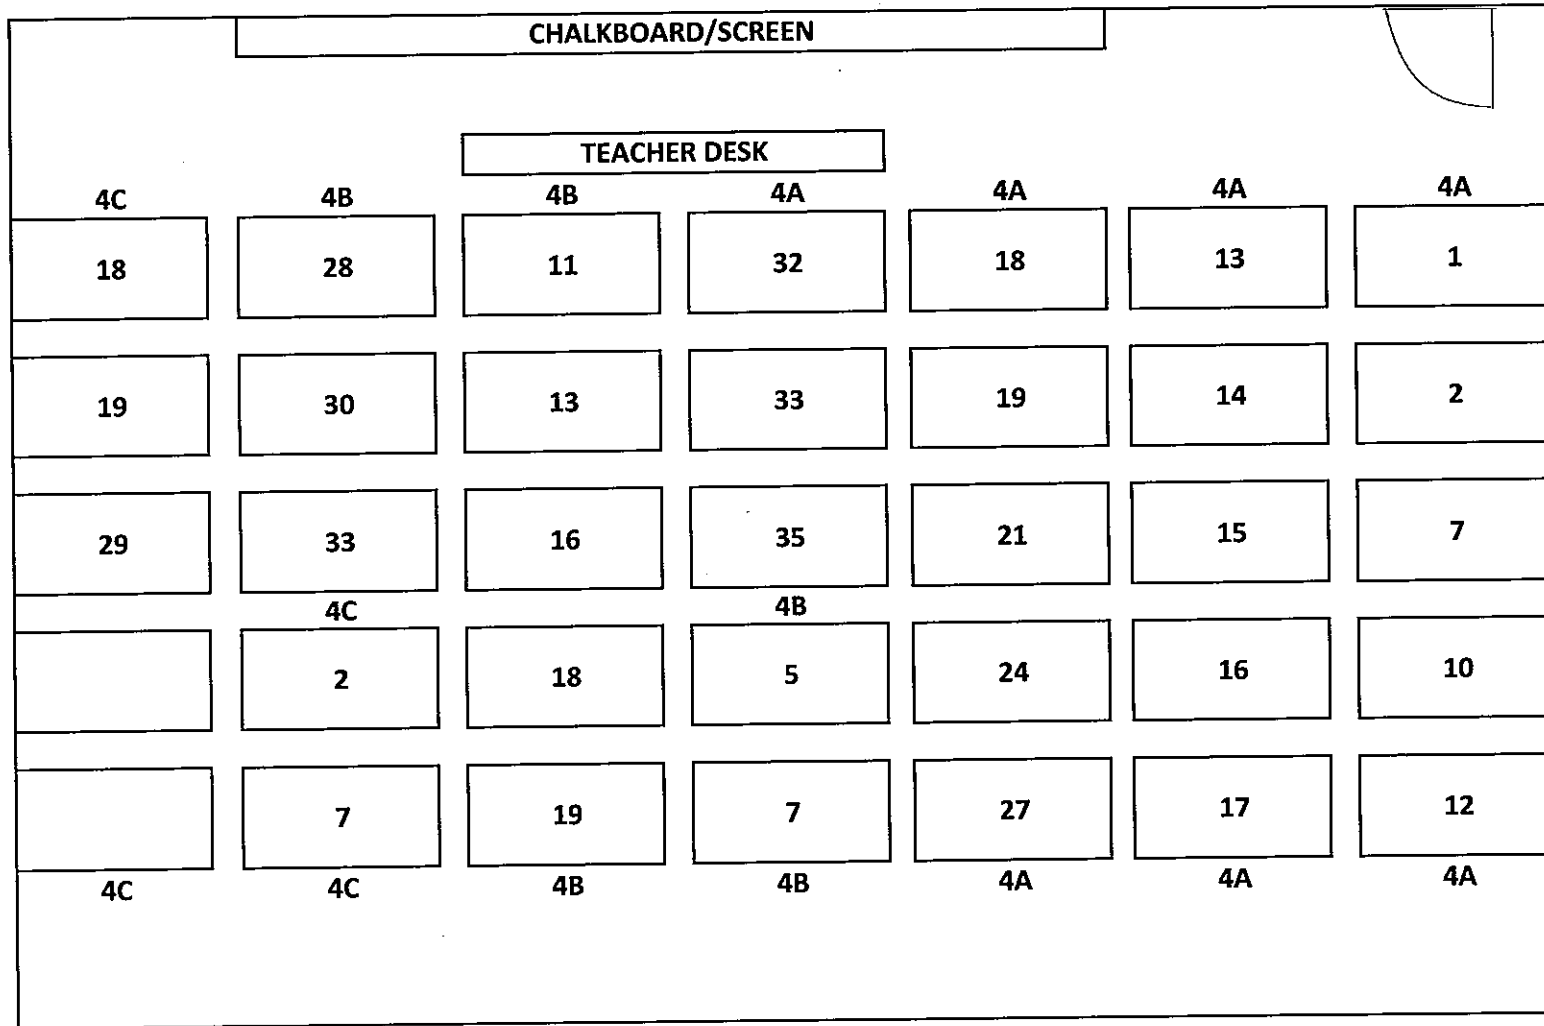 CHALKBOARD/SCREEN
TEACHER DESK
4C 4B 4B 4A 4A 4A 4A
18 28 11 32 18 13 1
19 30 13 33 19 14 2
29 33 16 35 21 15 7
4C 4B
2 18 5 24 16 10
7 19 7 27 17 12
4C 4C 4B 4B 4A 4A 4A